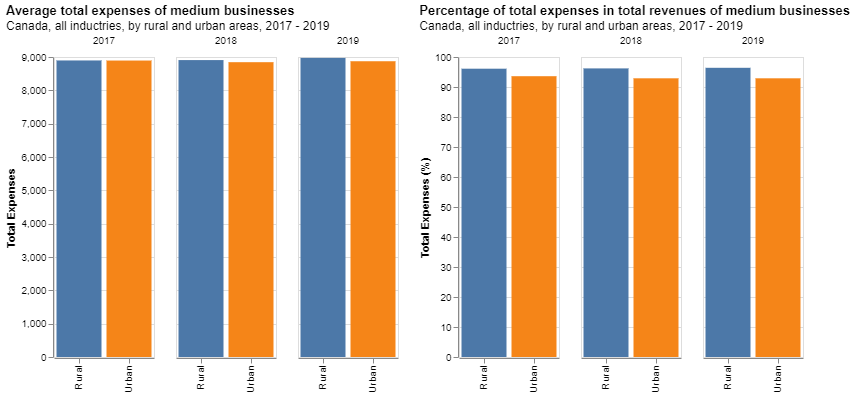 Average total expenses of medium businesses
Canada, all inductries, by rural and urban areas, 2017 - 2019
2017
2018
2019
9,000
8,000
7,000
6,000
5,000
4,000
3,000
2,000
1,000
0
Total Expenses
Rural
Urban
Rural
Urban
Rural
Urban
Percentage of total expenses in total revenues of medium businesses
Canada, all inductries, by rural and urban areas, 2017 - 2019
2017
2018
2019
100
90
80
70
60
50
40
30
20
10
0
Total Expenses (%)
Rural
Urban
Rural
Urban
Rural
Urban